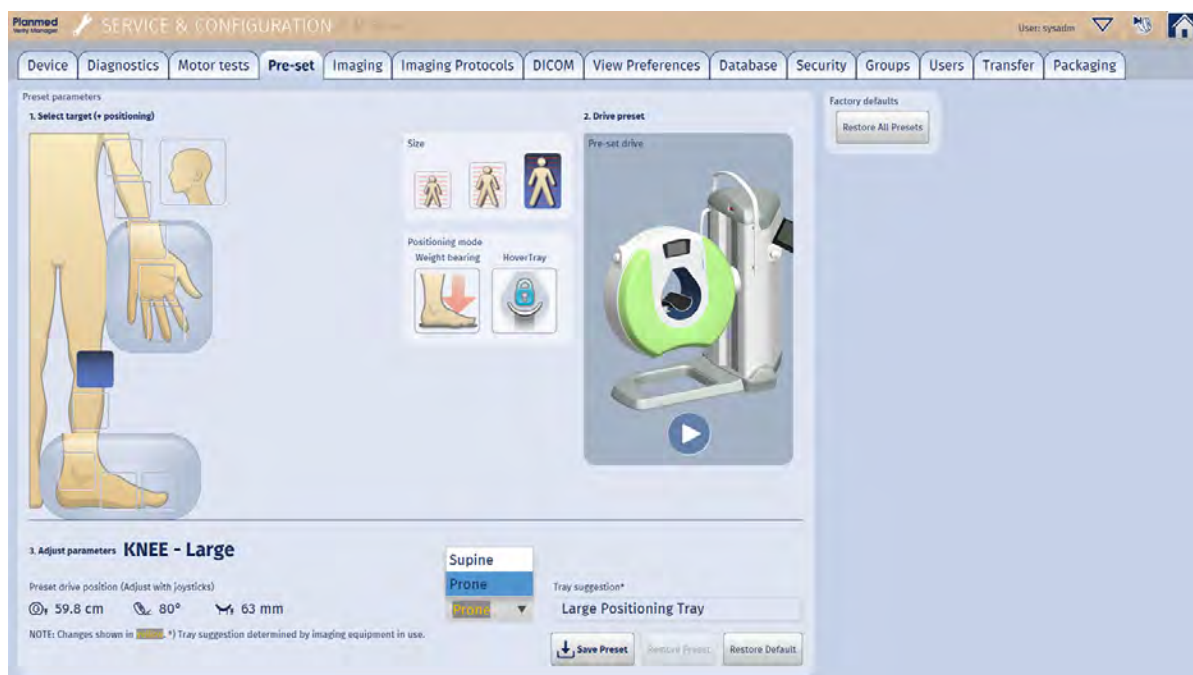 Planmed
Verity Manager
SERVICE & CONFIGURATION
User: sysadm
Device Diagnostics Motor tests Pre-set Imaging Imaging Protocols DICOM View Preferences Database Security Groups Users Transfer Packaging
Preset parameters
1. Select target (+ positioning)
2. Drive preset
Factory defaults
Restore All Presets
Size
Pre-set drive
Positioning mode
Weight bearing HoverTray
3. Adjust parameters KNEE - Large
Supine
Prone
Preset drive position (Adjust with joysticks)
Tray suggestion*
59.8 cm 80° 63 mm
Prone
Large Positioning Tray
NOTE: Changes shown in *) Tray suggestion determined by imaging equipment in use.
Save Preset Restore Preset Restore Default